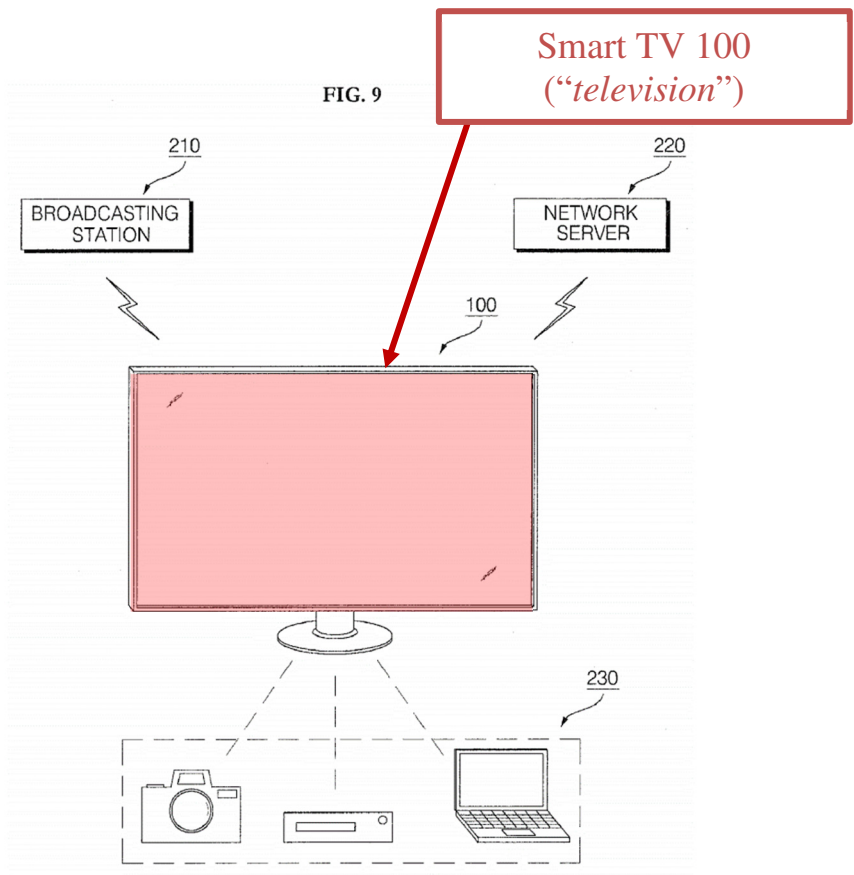 Smart TV 100
(“television”)
FIG. 9
210
220
BROADCASTING
STATION
NETWORK
SERVER
100
230